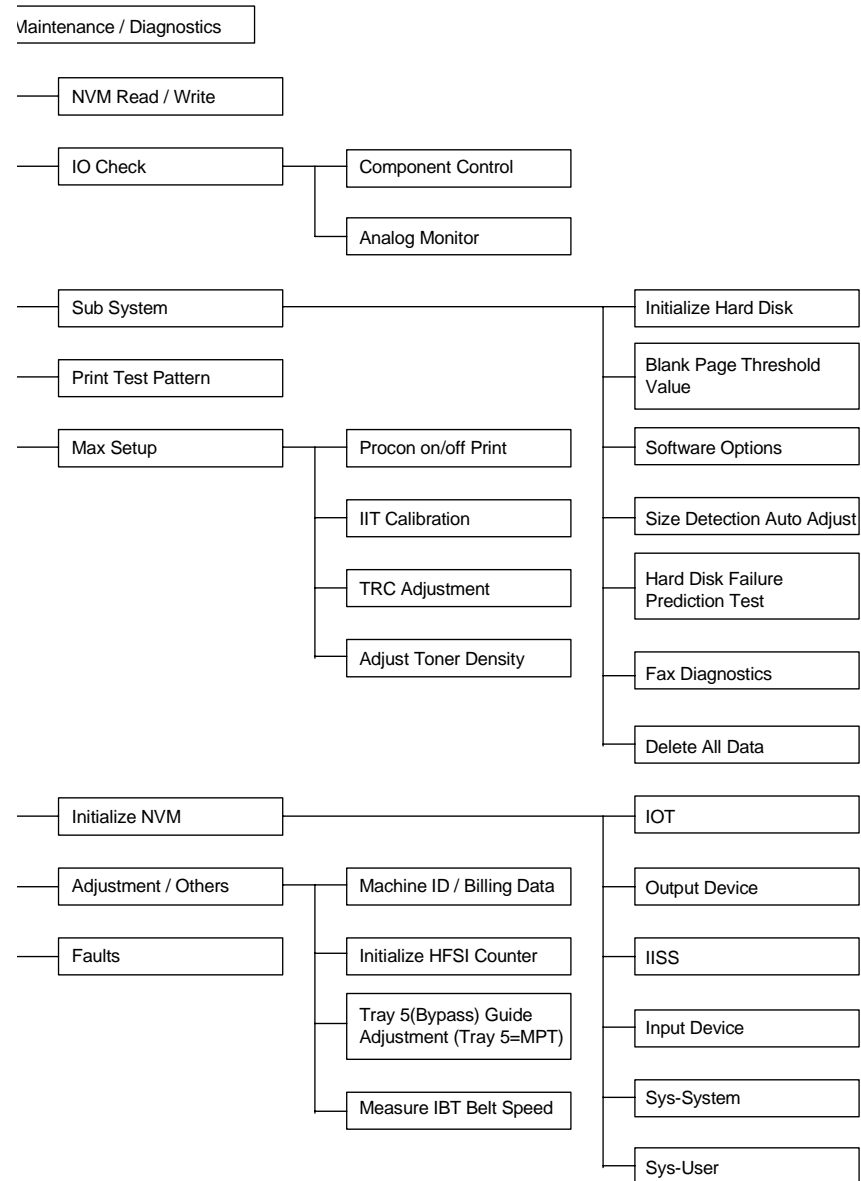 Maintenance / Diagnostics
NVM Read / Write
IO Check
Component Control
Analog Monitor
Sub System
Initialize Hard Disk
Blank Page Threshold
Value
Software Options
Size Detection Auto Adjust
Hard Disk Failure
Prediction Test
Fax Diagnostics
Delete All Data
Print Test Pattern
Max Setup
Procon on/off Print
IIT Calibration
TRC Adjustment
Adjust Toner Density
Initialize NVM
IOT
Output Device
IISS
Input Device
Sys-System
Sys-User
Adjustment / Others
Machine ID / Billing Data
Initialize HFSI Counter
Tray 5(Bypass) Guide
Adjustment (Tray 5=MPT)
Measure IBT Belt Speed
Faults